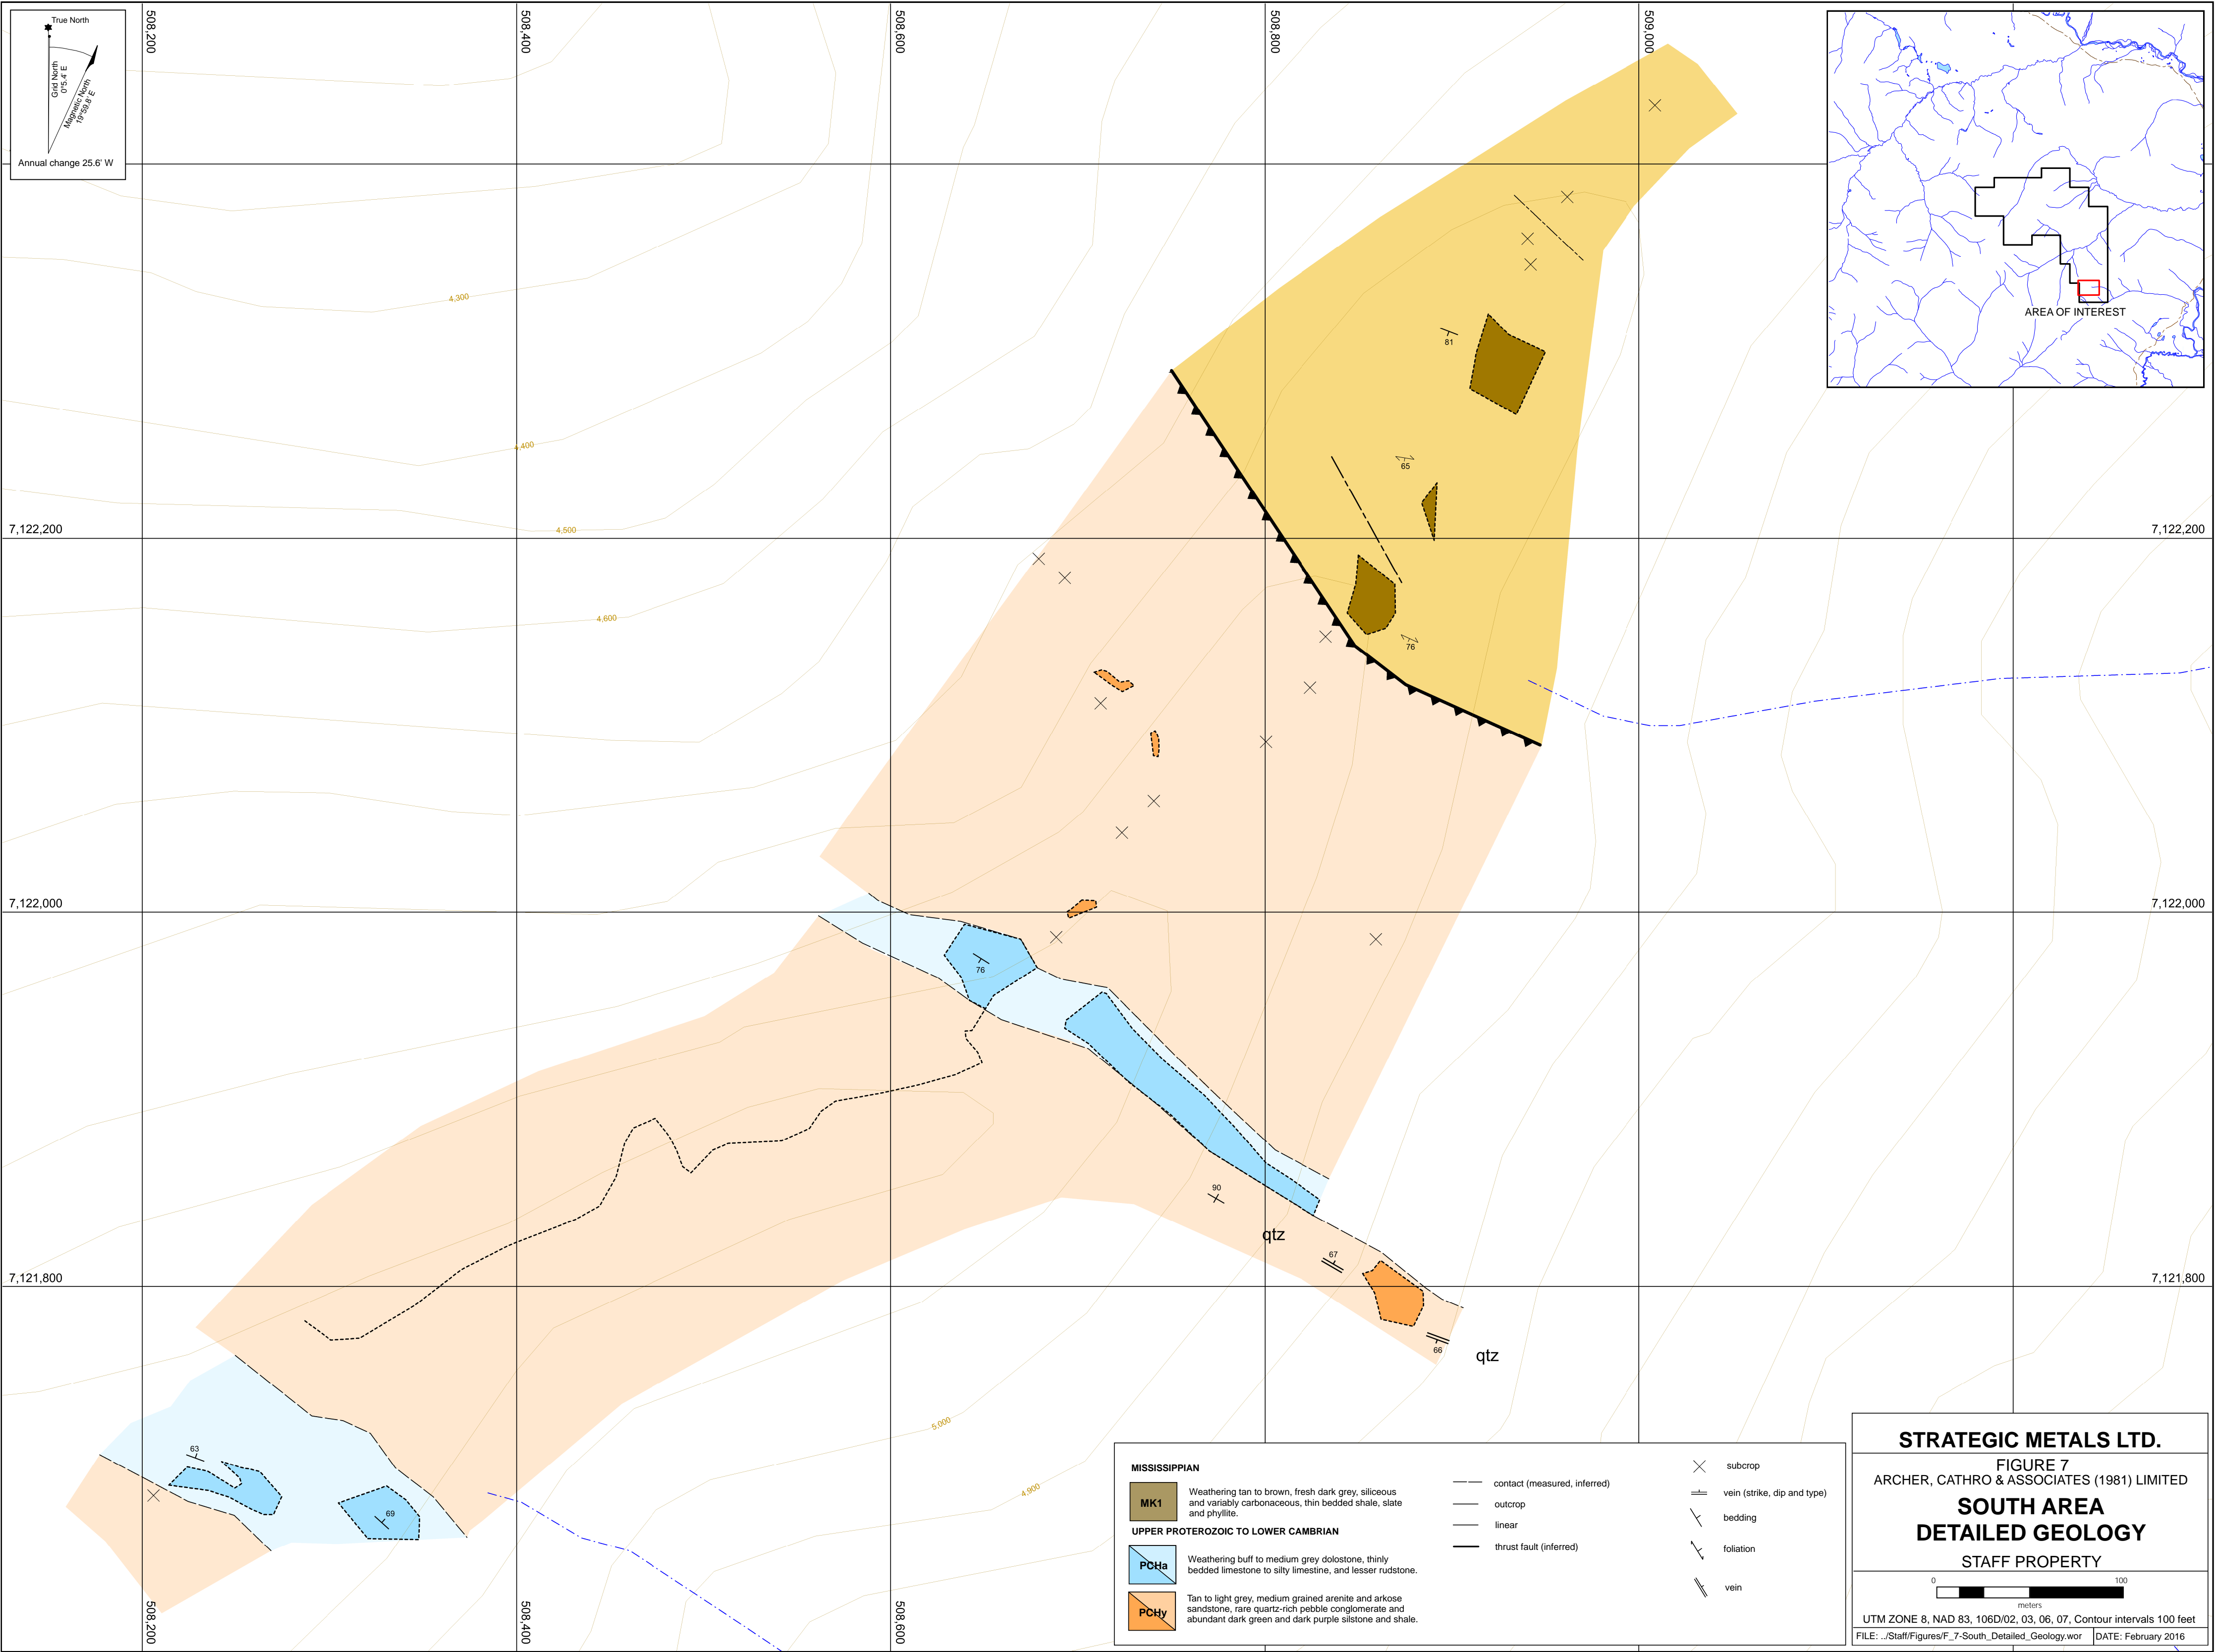 True North
Grid North
0°5.4' E
Magnetic North
19°59.8' E
Annual change 25.6' W
508,200
508,400
508,600
508,800
509,000
AREA OF INTEREST
4,300
81
4,400
65
7,122,200
4,500
7,122,200
4,600
76
7,122,000
7,122,000
76
90
qtz
67
7,121,800
7,121,800
66
qtz
5,000
63
4,900
69
508,200
508,400
508,600
MISSISSIPPIAN
MK1
Weathering tan to brown, fresh dark grey, siliceous
and variably carbonaceous, thin bedded shale, slate
and phyllite.
UPPER PROTEROZOIC TO LOWER CAMBRIAN
PCHa
Weathering buff to medium grey dolostone, thinly
bedded limestone to silty limestine, and lesser rudstone.
PCHy
Tan to light grey, medium grained arenite and arkose
sandstone, rare quartz-rich pebble conglomerate and
abundant dark green and dark purple silstone and shale.
contact (measured, inferred)
outcrop
linear
thrust fault (inferred)
subcrop
vein (strike, dip and type)
bedding
foliation
vein
STRATEGIC METALS LTD.
FIGURE 7
ARCHER, CATHRO & ASSOCIATES (1981) LIMITED
SOUTH AREA
DETAILED GEOLOGY
STAFF PROPERTY
0 100
meters
UTM ZONE 8, NAD 83, 106D/02, 03, 06, 07, Contour intervals 100 feet
FILE: ../Staff/Figures/F_7-South_Detailed_Geology.wor DATE: February 2016